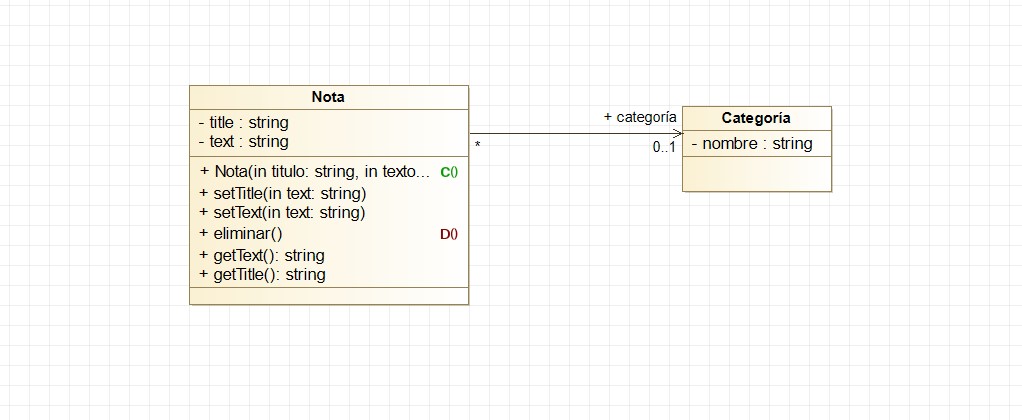 Nota
- title : string
- text : string
+ Nota(in titulo: string, in texto... C()
+ setTitle(in text: string)
+ setText(in text: string)
+ eliminar() D()
+ getText(): string
+ getTitle(): string
+ categoría
* 0..1
Categoría
- nombre : string